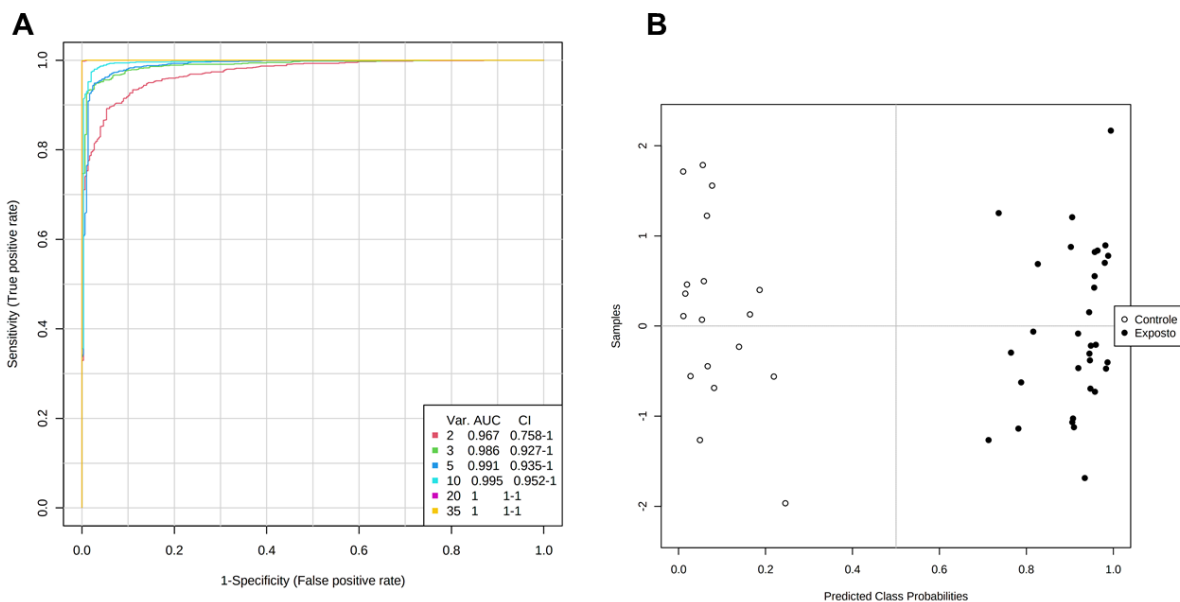 A
Sensitivity (True positive rate)
1.0
0.8
0.6
0.4
0.2
0.0
Var. AUC CI
2 0.967 0.758-1
3 0.986 0.927-1
5 0.991 0.935-1
10 0.995 0.952-1
20 1 1-1
35 1 1-1
0.0 0.2 0.4 0.6 0.8 1.0
1-Specificity (False positive rate)
B
Samples
2
1
0
-1
-2
Controle
Exposto
0.0 0.2 0.4 0.6 0.8 1.0
Predicted Class Probabilities